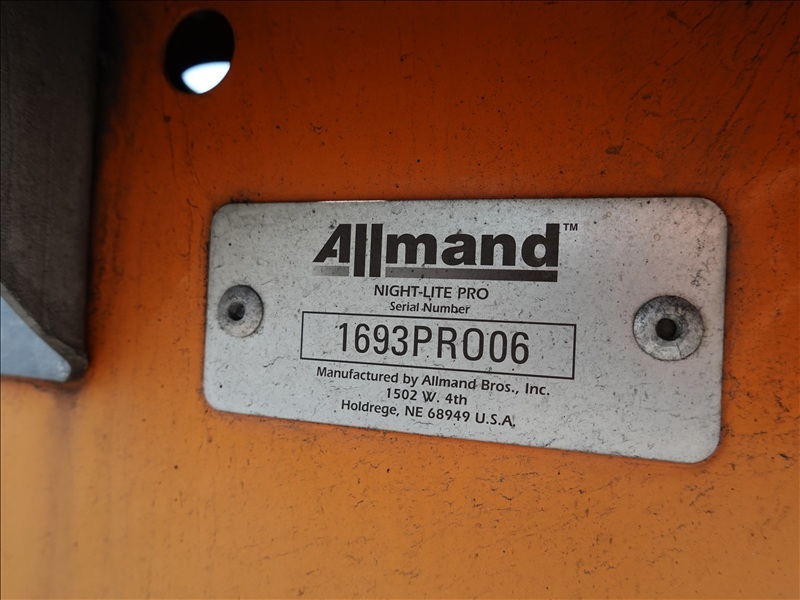 Allmand™
NIGHT-LITE PRO
Serial Number
1693PRO06
Manufactured by Allmand Bros., Inc.
1502 W. 4th
Holdrege, NE 68949 U.S.A.